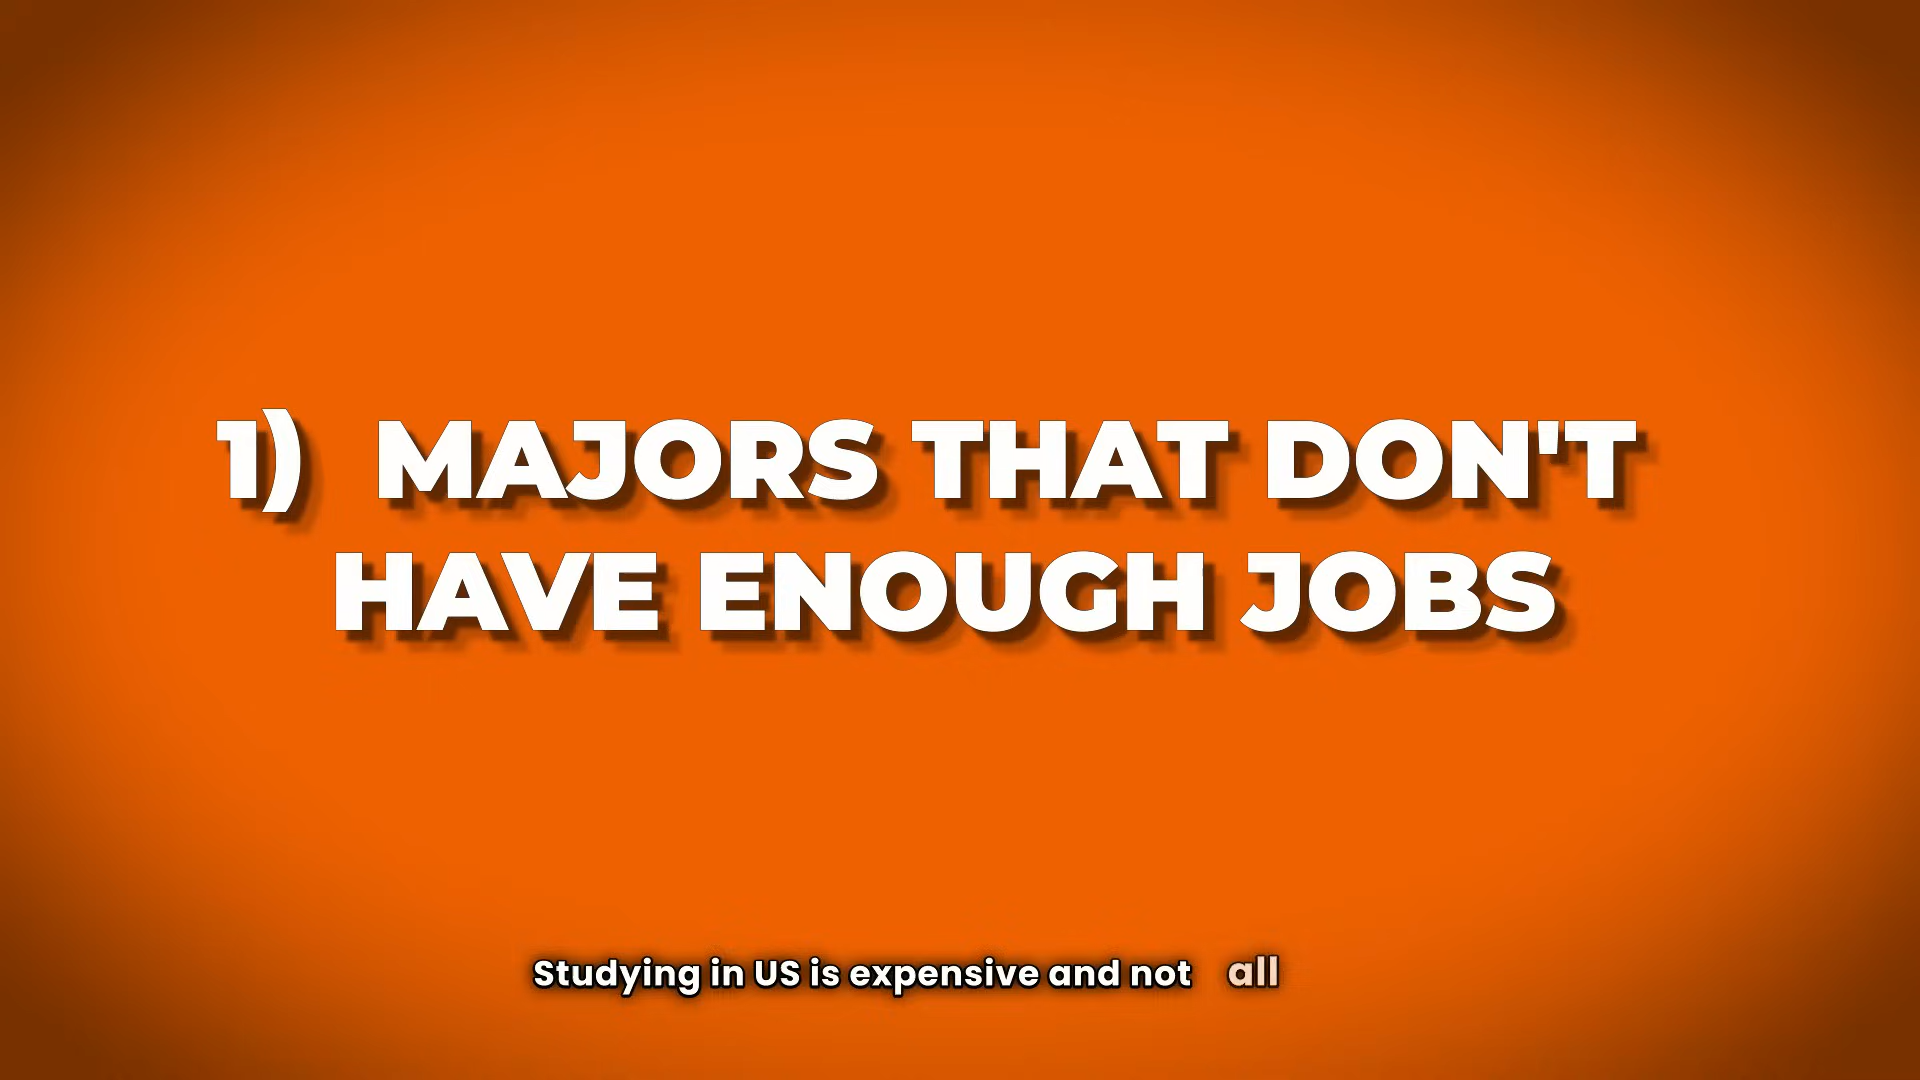 1) MAJORS THAT DON'T
HAVE ENOUGH JOBS
Studying in US is expensive and not all